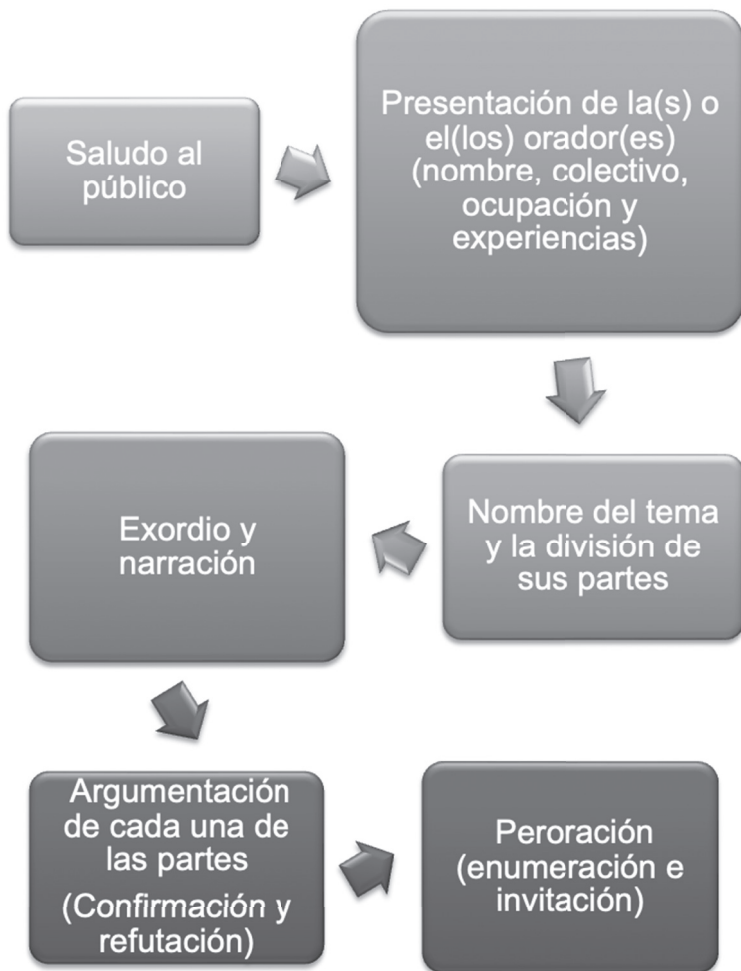 Saludo al
público
Presentación de la(s) o
el(los) orador(es)
(nombre, colectivo,
ocupación y
experiencias)
Nombre del tema
y la división de
sus partes
Exordio y
narración
Argumentación
de cada una de
las partes
(Confirmación y
refutación)
Peroración
(enumeración e
invitación)